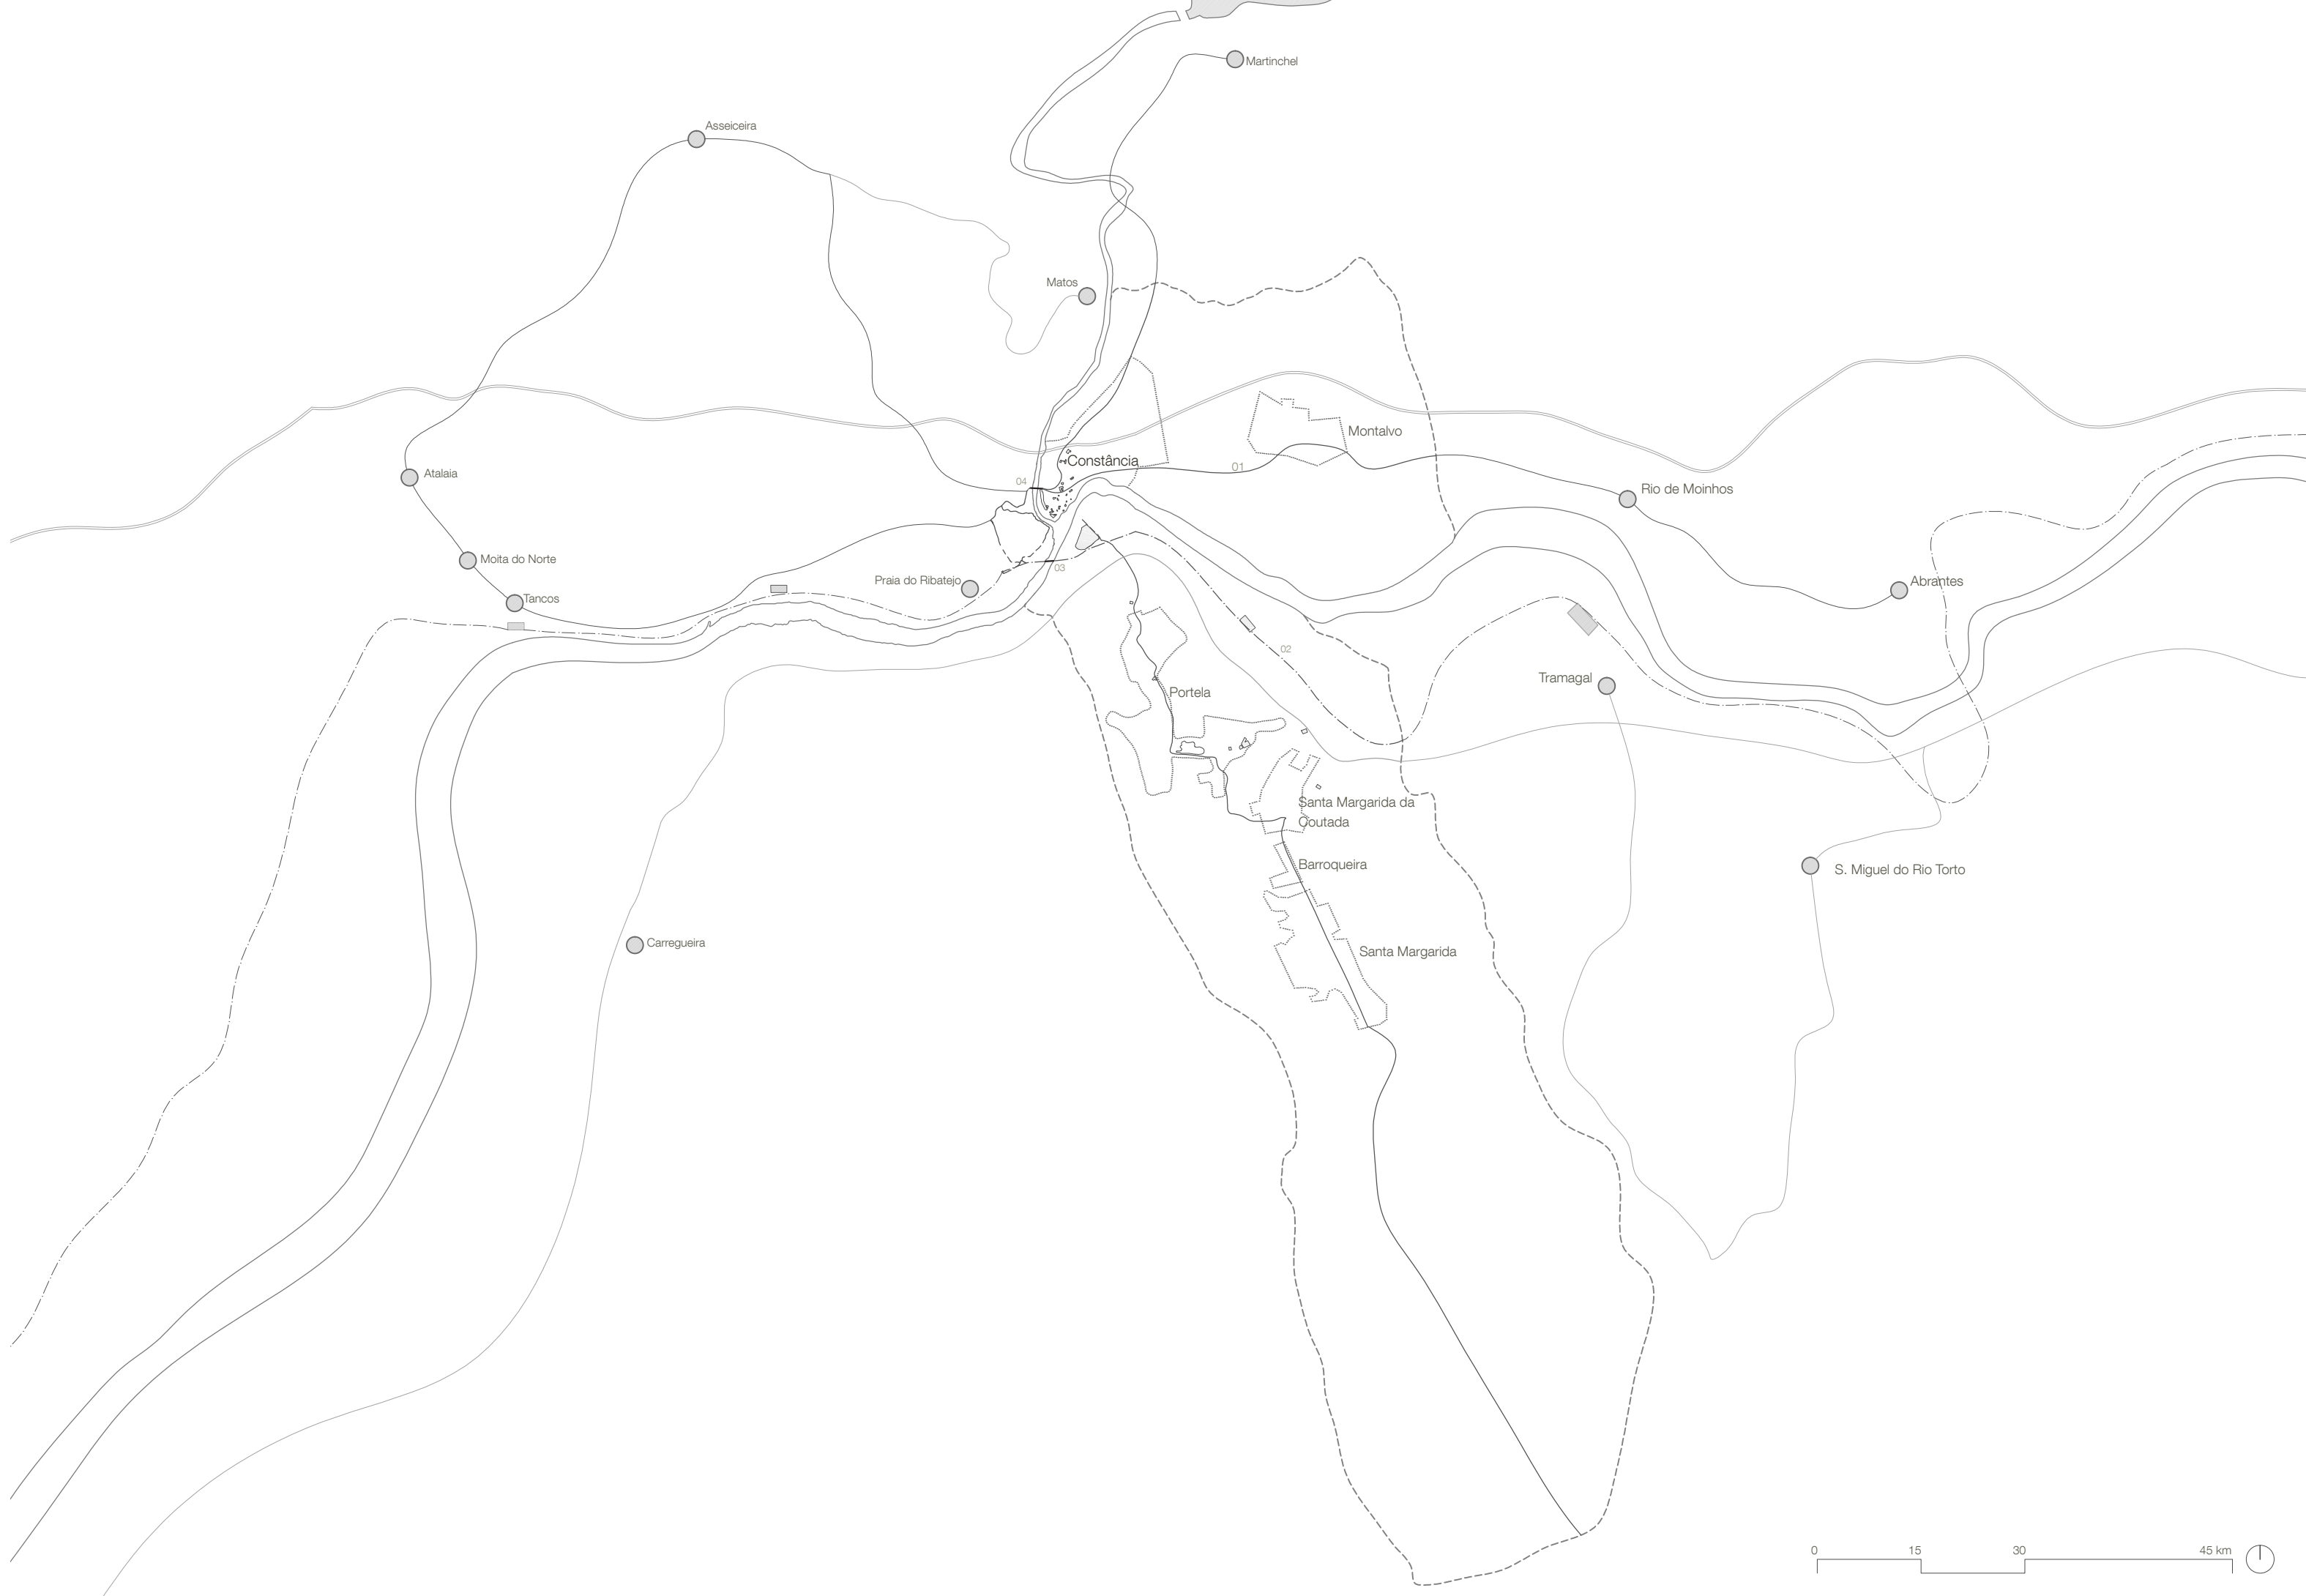 Martinchel
Asseiceira
Matos
Montalvo
Constância
01
Atalaia
04
Rio de Moinhos
Moita do Norte
03
Praia do Ribatejo
Abrantes
Tancos
02
Tramagal
Portela
Santa Margarida da
Coutada
Barroqueira
S. Miguel do Rio Torto
Carregueira
Santa Margarida
0 15 30 45 km